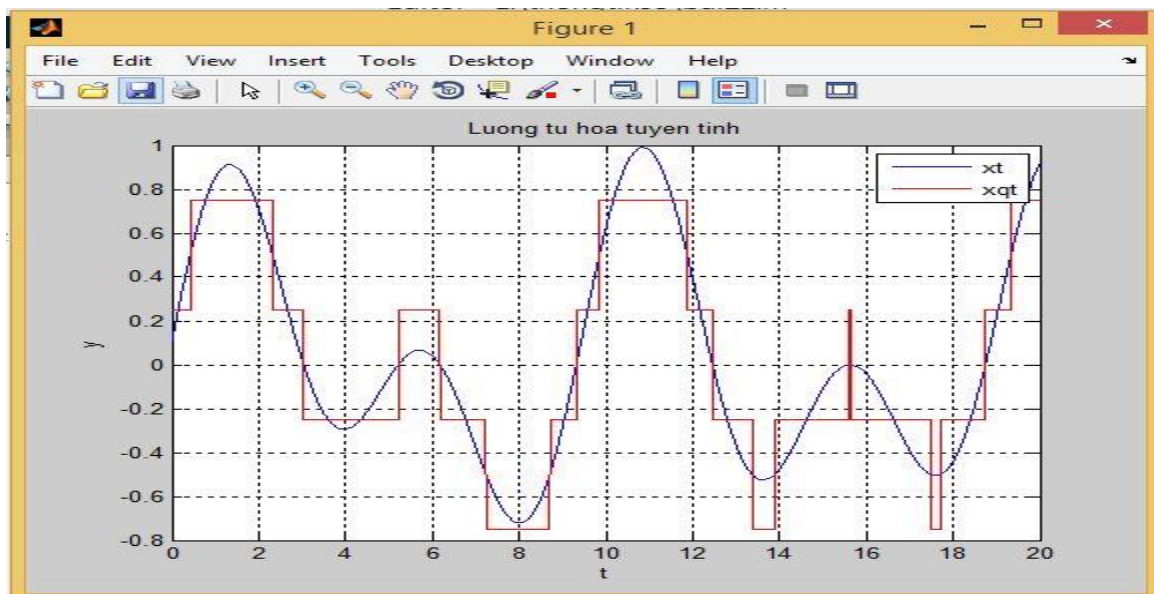 Figure 1
File Edit View Insert Tools Desktop Window Help
Luong tu hoa tuyen tinh
xt
xqt
1
0.8
0.6
0.4
0.2
0
-0.2
-0.4
-0.6
-0.8
y
0 2 4 6 8 10 12 14 16 18 20
t